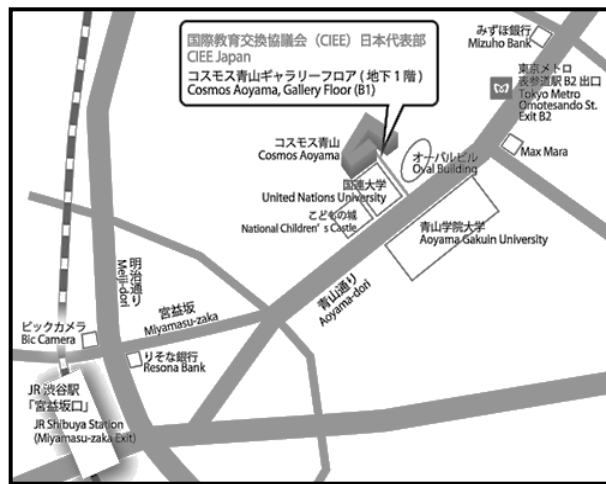 国際教育交換協議会（CIEE）日本代表部
CIEE Japan
コスモス青山ギャラリーフロア ( 地下 1 階 )
Cosmos Aoyama, Gallery Floor (B1)
みずほ銀行
Mizuho Bank
東京メトロ
表参道駅 B2 出口
Tokyo Metro
Omotesando St.
Exit B2
Max Mara
コスモス青山
Cosmos Aoyama
オーバルビル
Oval Building
国連大学
United Nations University
こどもの城
National Children's Castle
青山学院大学
Aoyama Gakuin University
青山通り
Aoyama-dori
明治通り
Meiji-dori
宮益坂
Miyamasu-zaka
ビックカメラ
Bic Camera
りそな銀行
Resona Bank
JR 渋谷駅
「宮益坂口」
JR Shibuya Station
(Miyamasu-zaka Exit)